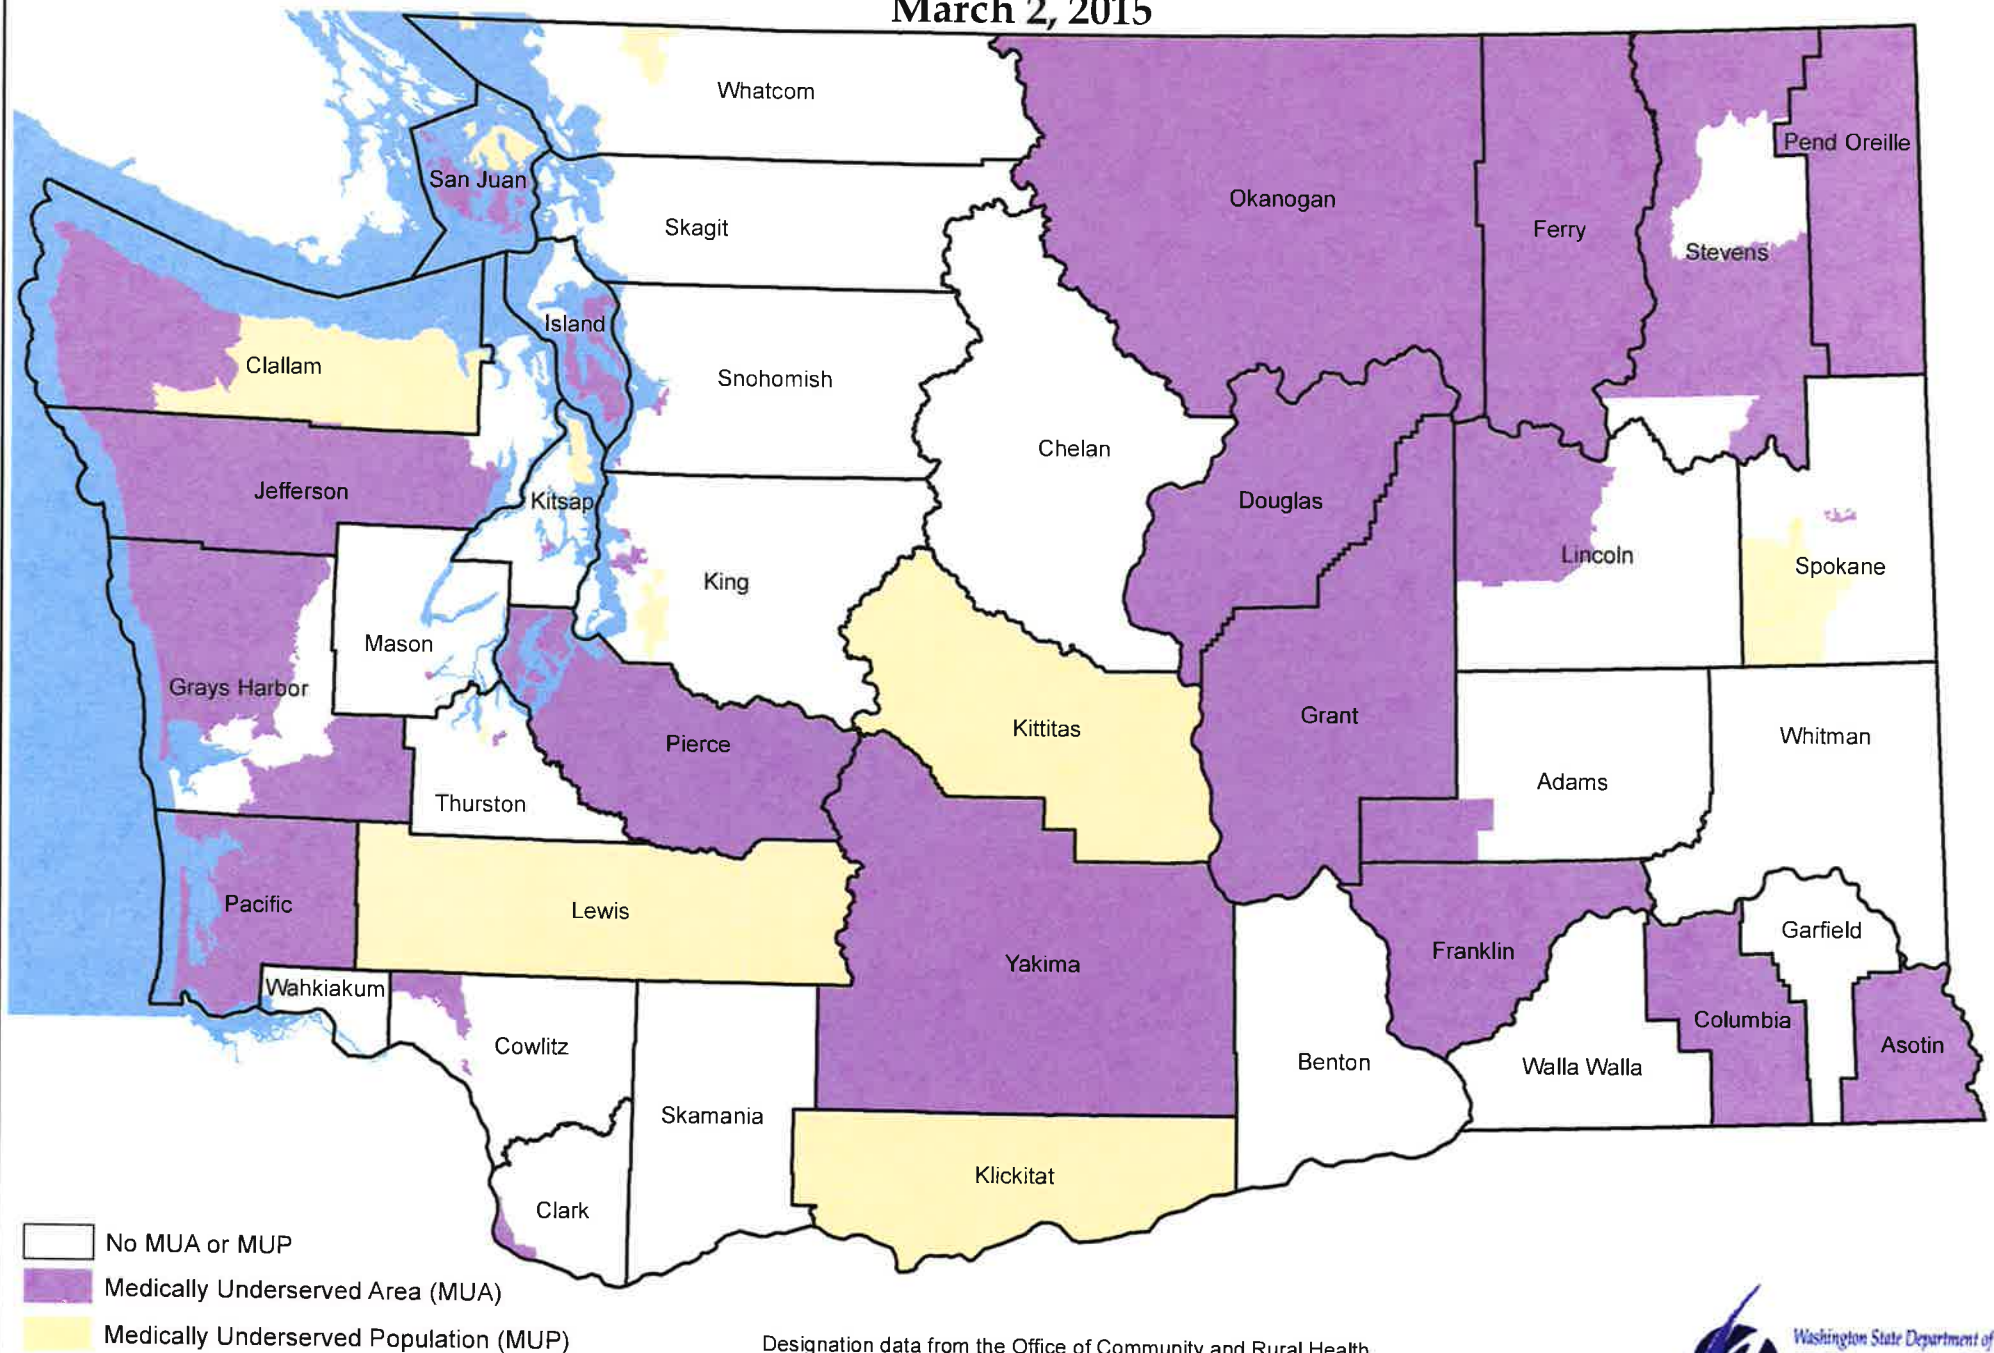 March 2, 2015
Whatcom
San Juan
Skagit
Okanogan
Ferry
Pend Oreille
Stevens
Island
Clallam
Snohomish
Chelan
Jefferson
Kitsap
Douglas
Lincoln
Spokane
King
Mason
Grays Harbor
Pierce
Kittitas
Grant
Whitman
Adams
Thurston
Pacific
Lewis
Yakima
Franklin
Garfield
Wahkiakum
Cowlitz
Columbia
Asotin
Benton
Walla Walla
Skamania
Klickitat
Clark
No MUA or MUP
Medically Underserved Area (MUA)
Medically Underserved Population (MUP)
Designation data from the Office of Community and Rural Health
Washington State Department of